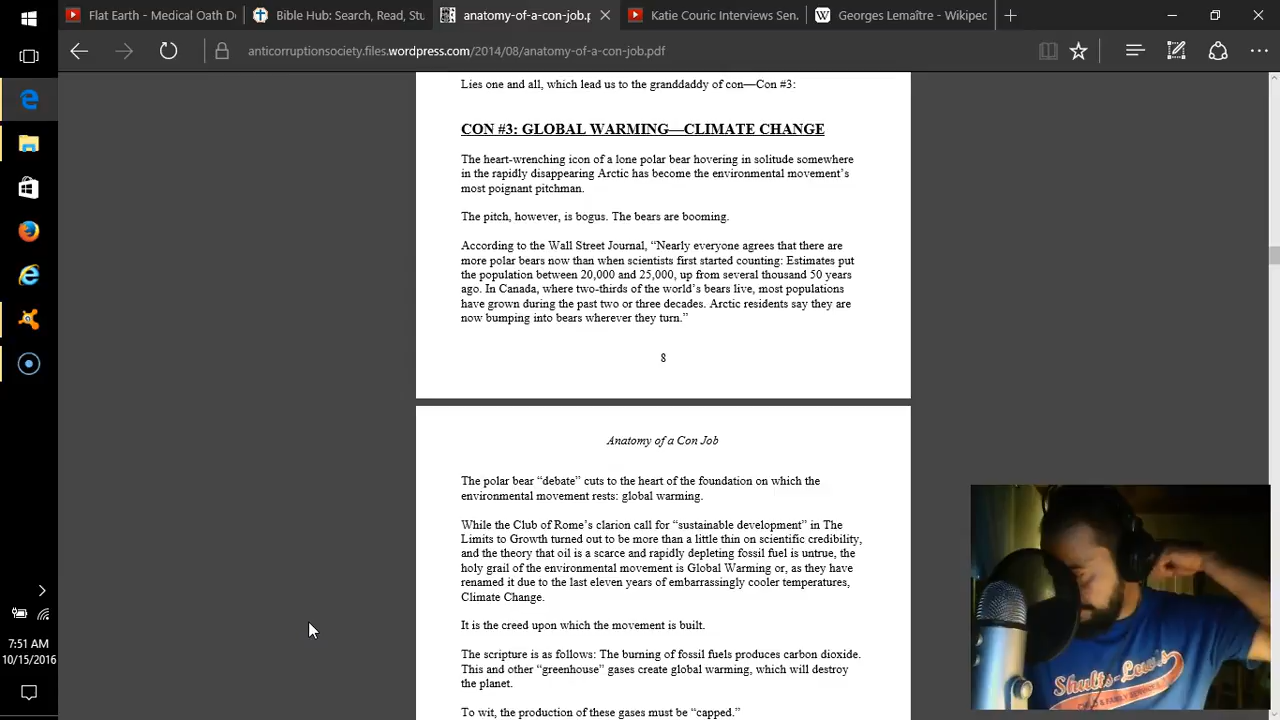 Flat Earth - Medical Oath D
Bible Hub: Search, Read, Stu
anatomy-of-a-con-job.p
Katie Couric Interviews Sen.
Georges Lemaître - Wikipec
anticorruptionsociety.files.wordpress.com/2014/08/anatomy-of-a-con-job.pdf
Lies one and all, which lead us to the granddaddy of con—Con #3:
CON #3: GLOBAL WARMING—CLIMATE CHANGE
The heart-wrenching icon of a lone polar bear hovering in solitude somewhere
in the rapidly disappearing Arctic has become the environmental movement’s
most poignant pitchman.
The pitch, however, is bogus. The bears are booming.
According to the Wall Street Journal, “Nearly everyone agrees that there are
more polar bears now than when scientists first started counting: Estimates put
the population between 20,000 and 25,000, up from several thousand 50 years
ago. In Canada, where two-thirds of the world’s bears live, most populations
have grown during the past two or three decades. Arctic residents say they are
now bumping into bears wherever they turn.”
8
Anatomy of a Con Job
The polar bear “debate” cuts to the heart of the foundation on which the
environmental movement rests: global warming.
While the Club of Rome’s clarion call for “sustainable development” in The
Limits to Growth turned out to be more than a little thin on scientific credibility,
and the theory that oil is a scarce and rapidly depleting fossil fuel is untrue, the
holy grail of the environmental movement is Global Warming or, as they have
renamed it due to the last eleven years of embarrassingly cooler temperatures,
Climate Change.
It is the creed upon which the movement is built.
The scripture is as follows: The burning of fossil fuels produces carbon dioxide.
This and other “greenhouse” gases create global warming, which will destroy
the planet.
To wit, the production of these gases must be “capped.”
7:51 AM
10/15/2016
Shults-Lewis